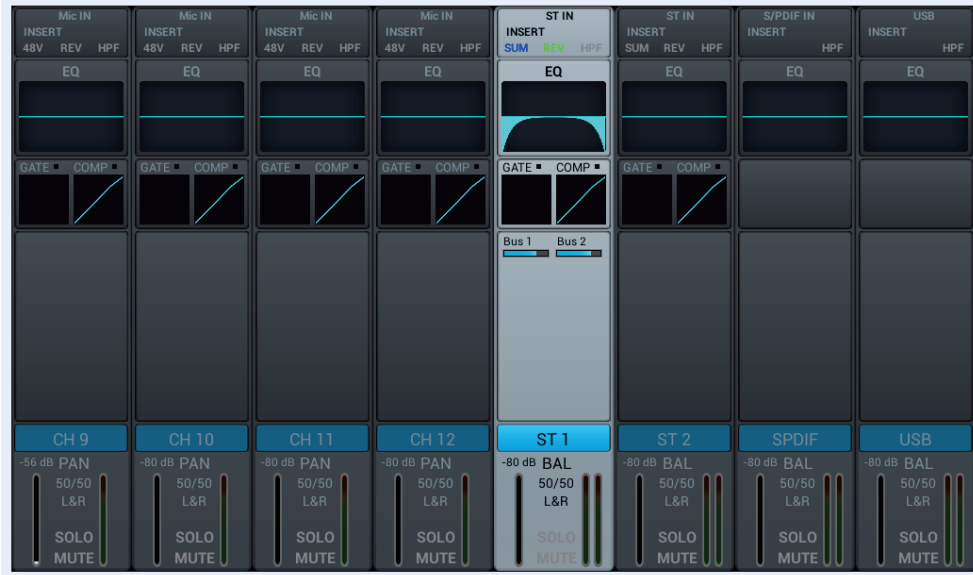 Mic IN Mic IN Mic IN Mic IN ST IN ST IN S/PDIF IN USB
INSERT INSERT INSERT INSERT INSERT INSERT INSERT INSERT
48V REV HPF 48V REV HPF 48V REV HPF 48V REV HPF SUM REV HPF SUM REV HPF HPF HPF
EQ EQ EQ EQ EQ EQ EQ EQ
GATE COMP GATE COMP GATE COMP GATE COMP GATE COMP GATE COMP
Bus 1 Bus 2
CH 9 CH 10 CH 11 CH 12 ST 1 ST 2 SPDIF USB
-56 dB PAN -80 dB PAN -80 dB PAN -80 dB PAN -80 dB BAL -80 dB BAL -80 dB BAL -80 dB BAL
50/50 50/50 50/50 50/50 50/50 50/50 50/50 50/50
L&R L&R L&R L&R L&R L&R L&R L&R
SOLO SOLO SOLO SOLO SOLO SOLO SOLO SOLO
MUTE MUTE MUTE MUTE MUTE MUTE MUTE MUTE